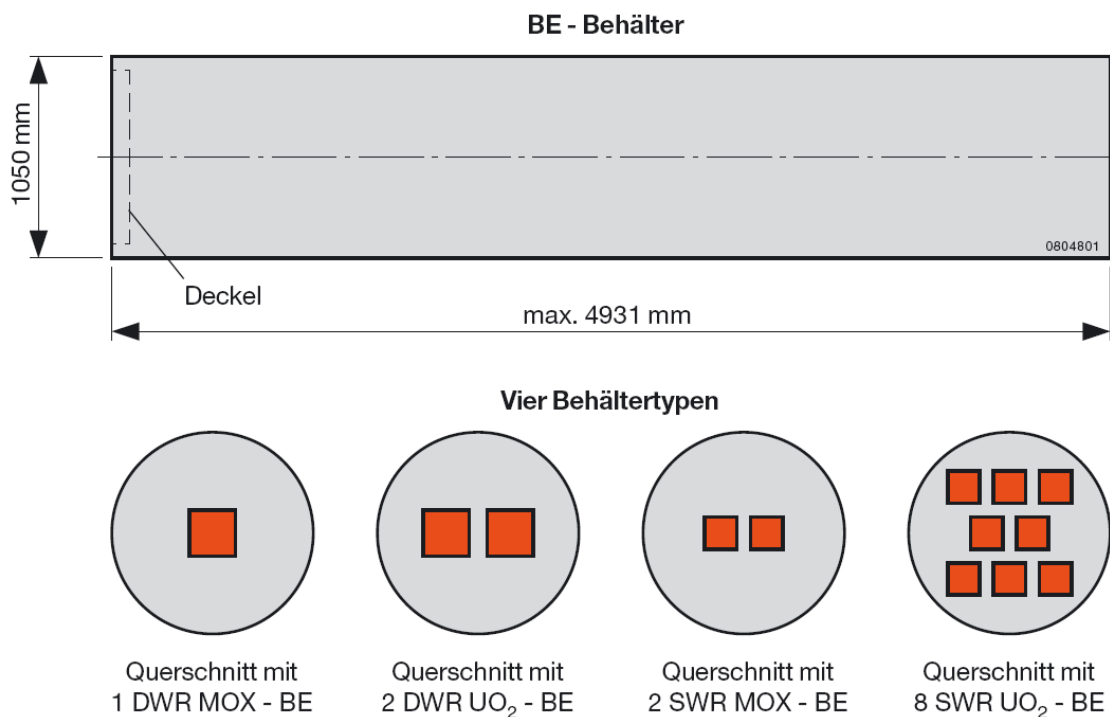 BE - Behälter
1050 mm
0804801
Deckel
max. 4931 mm
Vier Behältertypen
Querschnitt mit
1 DWR MOX - BE
Querschnitt mit
2 DWR UO₂ - BE
Querschnitt mit
2 SWR MOX - BE
Querschnitt mit
8 SWR UO₂ - BE